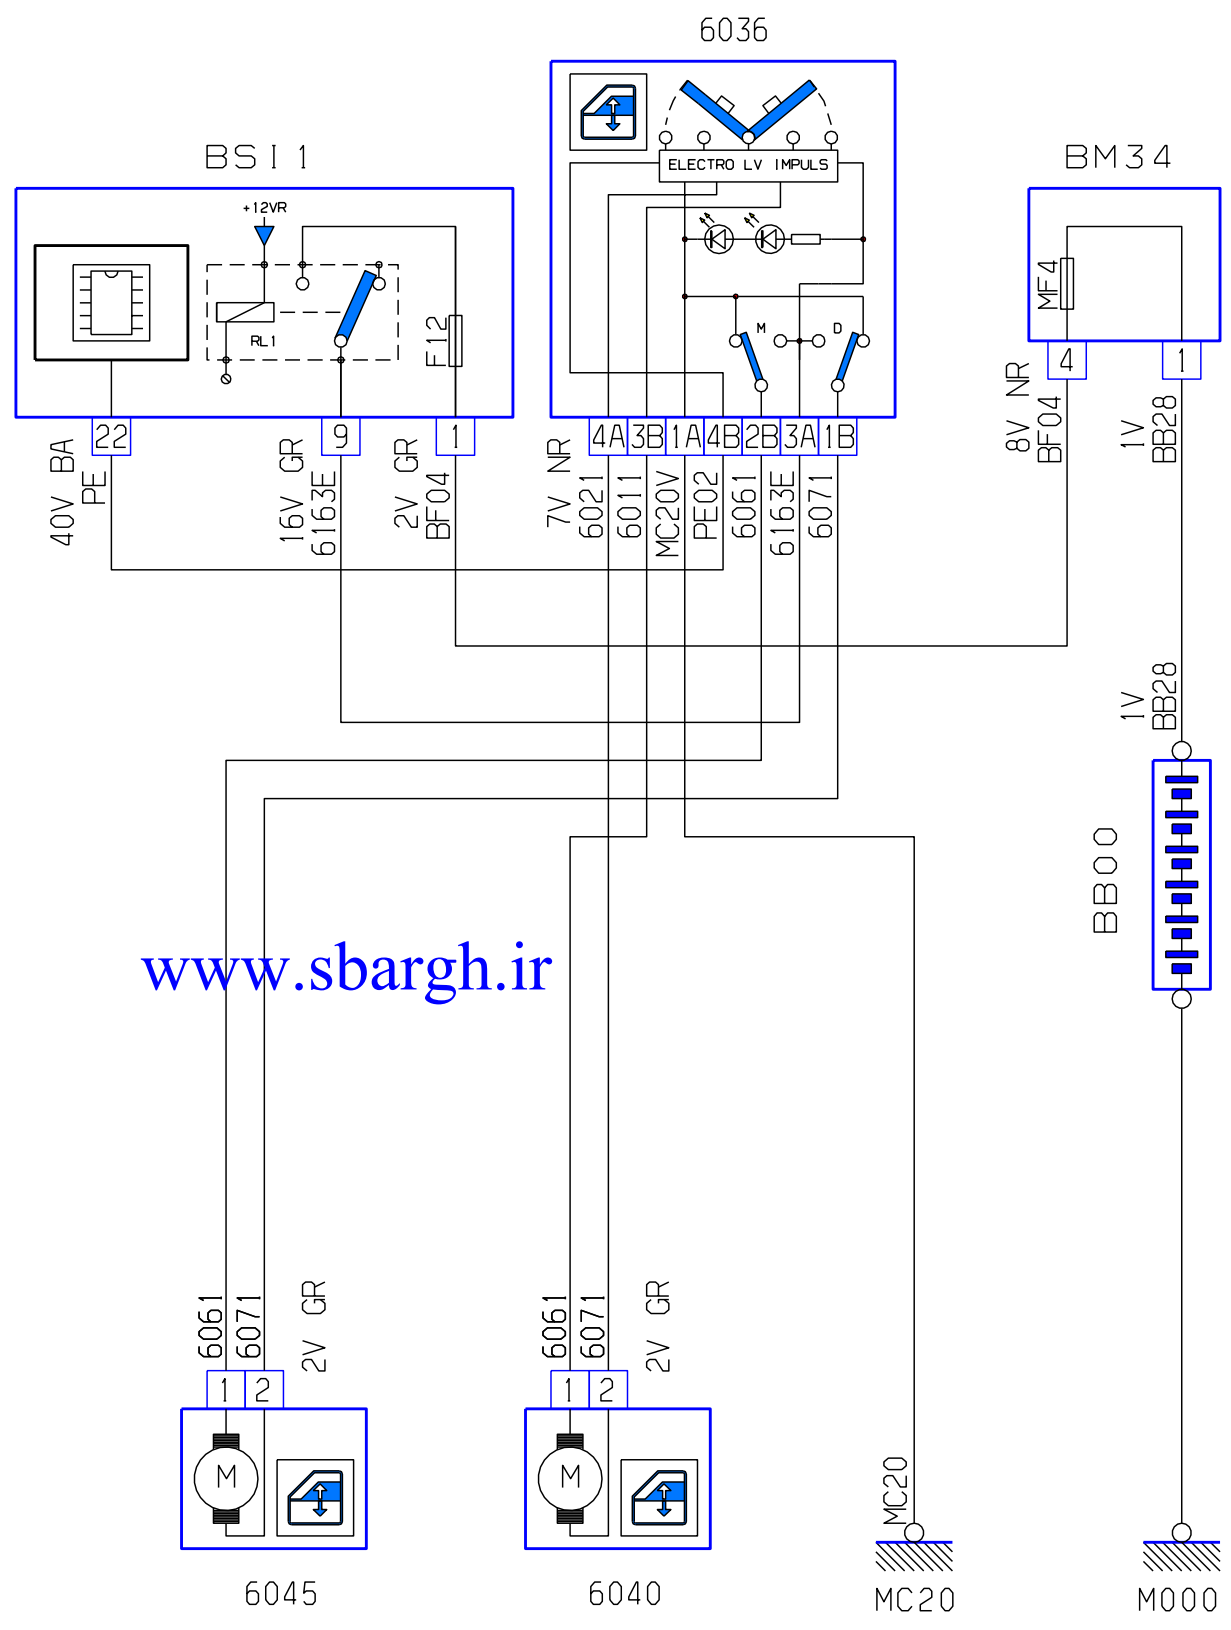 6036
BSI1
BM34
ELECTRO LV IMPULS
+12VR
RL1
F12
MF4
M
D
22
9
1
4A
3B
1A
4B
2B
3A
1B
4
1
40V BA
PE
16V GR
6163E
2V GR
BF04
7V NR
6021
6011
MC20V
PE02
6061
6163E
6071
8V NR
BF04
1V
BB28
1V
BB28
BB00
www.sbargh.ir
6061
6071
2V GR
6061
6071
2V GR
1
2
1
2
M
M
MC20
6045
6040
MC20
M000